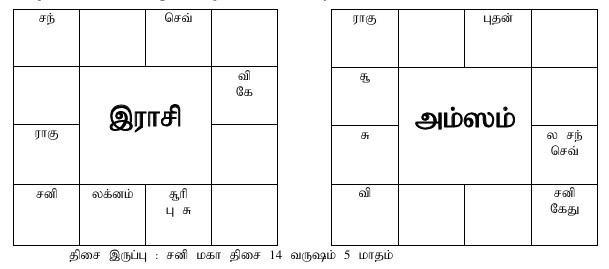 சந் செவ் ராகு புதன்
வி
கே
சூ
இராசி அம்ஸம்
ராகு சு ல சந்
செவ்
சனி லக்னம் சூரி வி சனி
பு சு கேது
திசை இருப்பு : சனி மகா திசை 14 வருஷம் 5 மாதம்